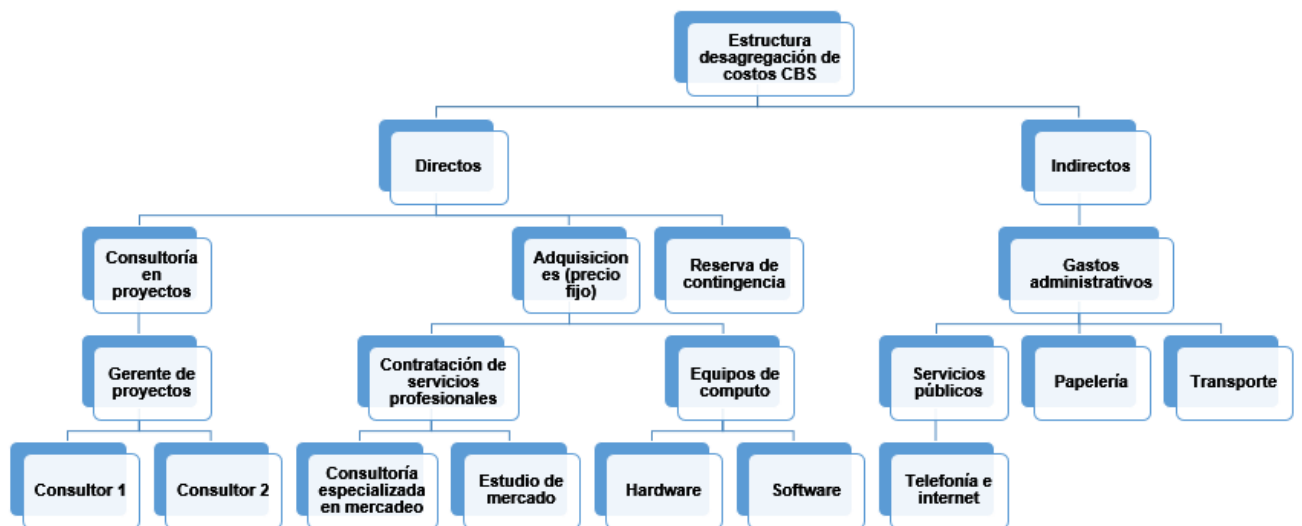 Estructura
desagregación de
costos CBS
Directos
Indirectos
Consultoría
en
proyectos
Adquisicion
es (precio
fijo)
Reserva de
contingencia
Gastos
administrativos
Gerente de
proyectos
Contratación de
servicios
profesionales
Equipos de
computo
Servicios
públicos
Papelería
Transporte
Consultor 1
Consultor 2
Consultoría
especializada
en mercadeo
Estudio de
mercado
Hardware
Software
Telefonía e
internet